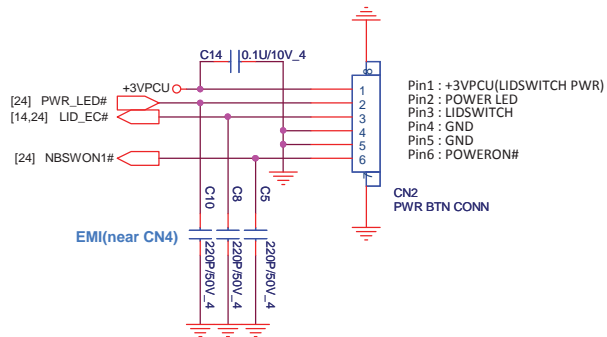 C14
0.1U/10V_4
8
+3VPCU
1
Pin1 : +3VPCU(LIDSWITCH PWR)
[24] PWR_LED#
2
Pin2 : POWER LED
[14,24] LID_EC#
3
Pin3 : LIDSWITCH
4
Pin4 : GND
5
Pin5 : GND
[24] NBSWON1#
6
Pin6 : POWERON#
7
CN2
PWR BTN CONN
C10
C8
C5
EMI(near CN4)
220P/50V_4
220P/50V_4
220P/50V_4